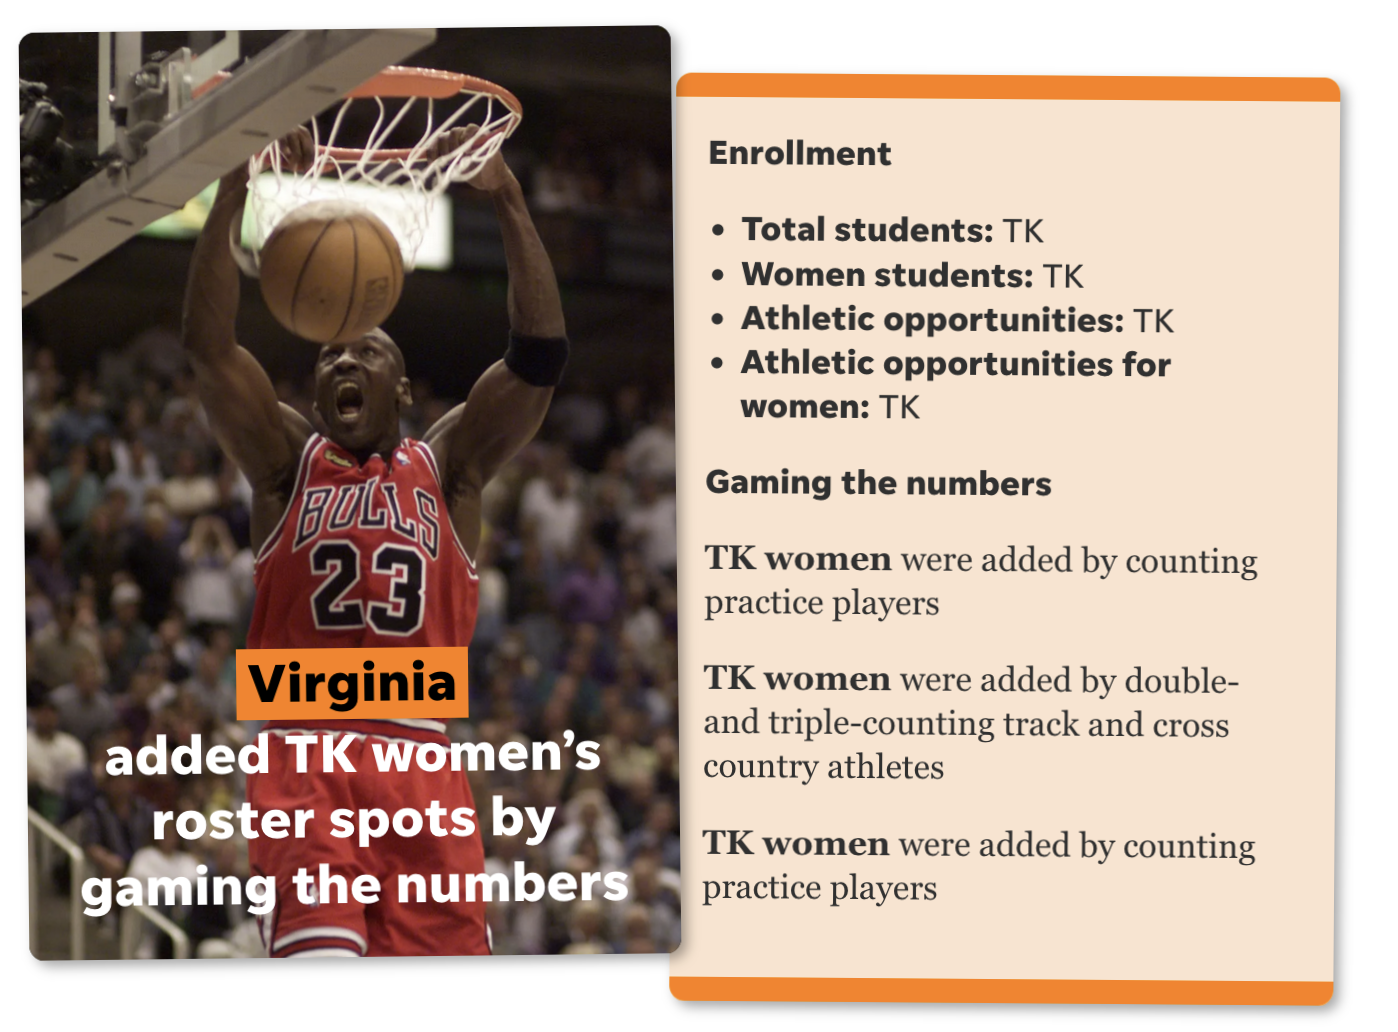 BULLS
23
Virginia
added TK women’s
roster spots by
gaming the numbers
Enrollment
• Total students: TK
• Women students: TK
• Athletic opportunities: TK
• Athletic opportunities for
women: TK
Gaming the numbers
TK women were added by counting
practice players
TK women were added by double-
and triple-counting track and cross
country athletes
TK women were added by counting
practice players